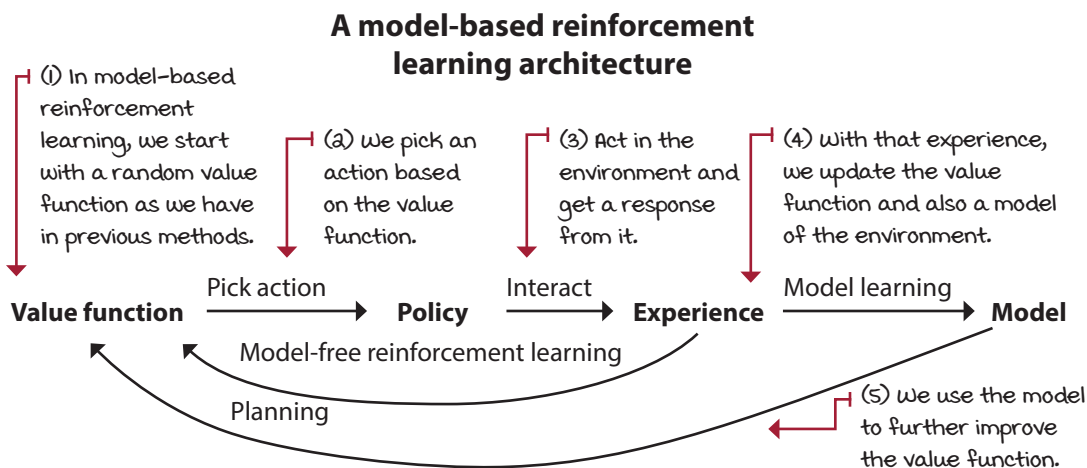 A model-based reinforcement
learning architecture
(1) In model-based
reinforcement
learning, we start
with a random value
function as we have
in previous methods.
(2) We pick an
action based
on the value
function.
(3) Act in the
environment and
get a response
from it.
(4) With that experience,
we update the value
function and also a model
of the environment.
Pick action
Interact
Model learning
Value function
Policy
Experience
Model
Model-free reinforcement learning
Planning
(5) We use the model
to further improve
the value function.